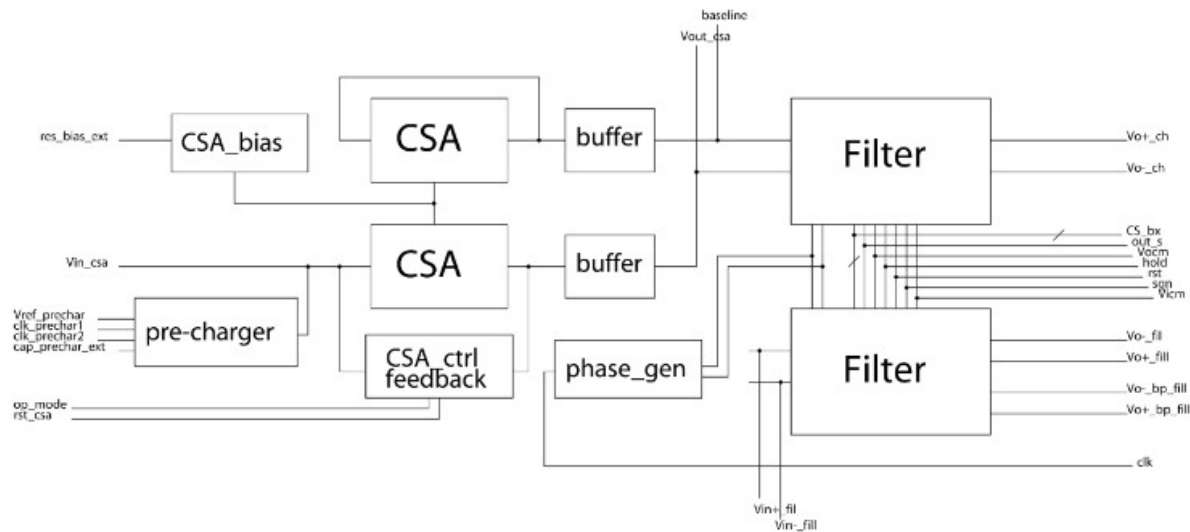 baseline
Vout_csa
res_bias_ext
CSA_bias
CSA
buffer
Filter
Vo+_ch
Vo-_ch
Vin_csa
CSA
buffer
CS_bx
out_s
Vocm
hold
rst
sgn
Vicm
Vref_prechar
clk_prechar1
clk_prechar2
cap_prechar_ext
pre-charger
CSA_ctrl
feedback
phase_gen
Filter
Vo-_fil
Vo+_fill
Vo-_bp_fill
Vo+_bp_fill
op_mode
rst_csa
clk
Vin+_fil
Vin-_fill